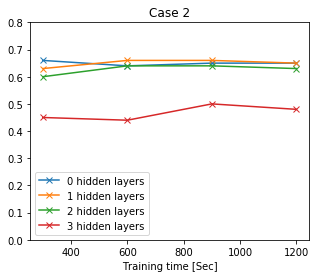 Case 2
0.8
0.7
0.6
0.5
0.4
0.3
0.2
0.1
0.0
0 hidden layers
1 hidden layers
2 hidden layers
3 hidden layers
400 600 800 1000 1200
Training time [Sec]